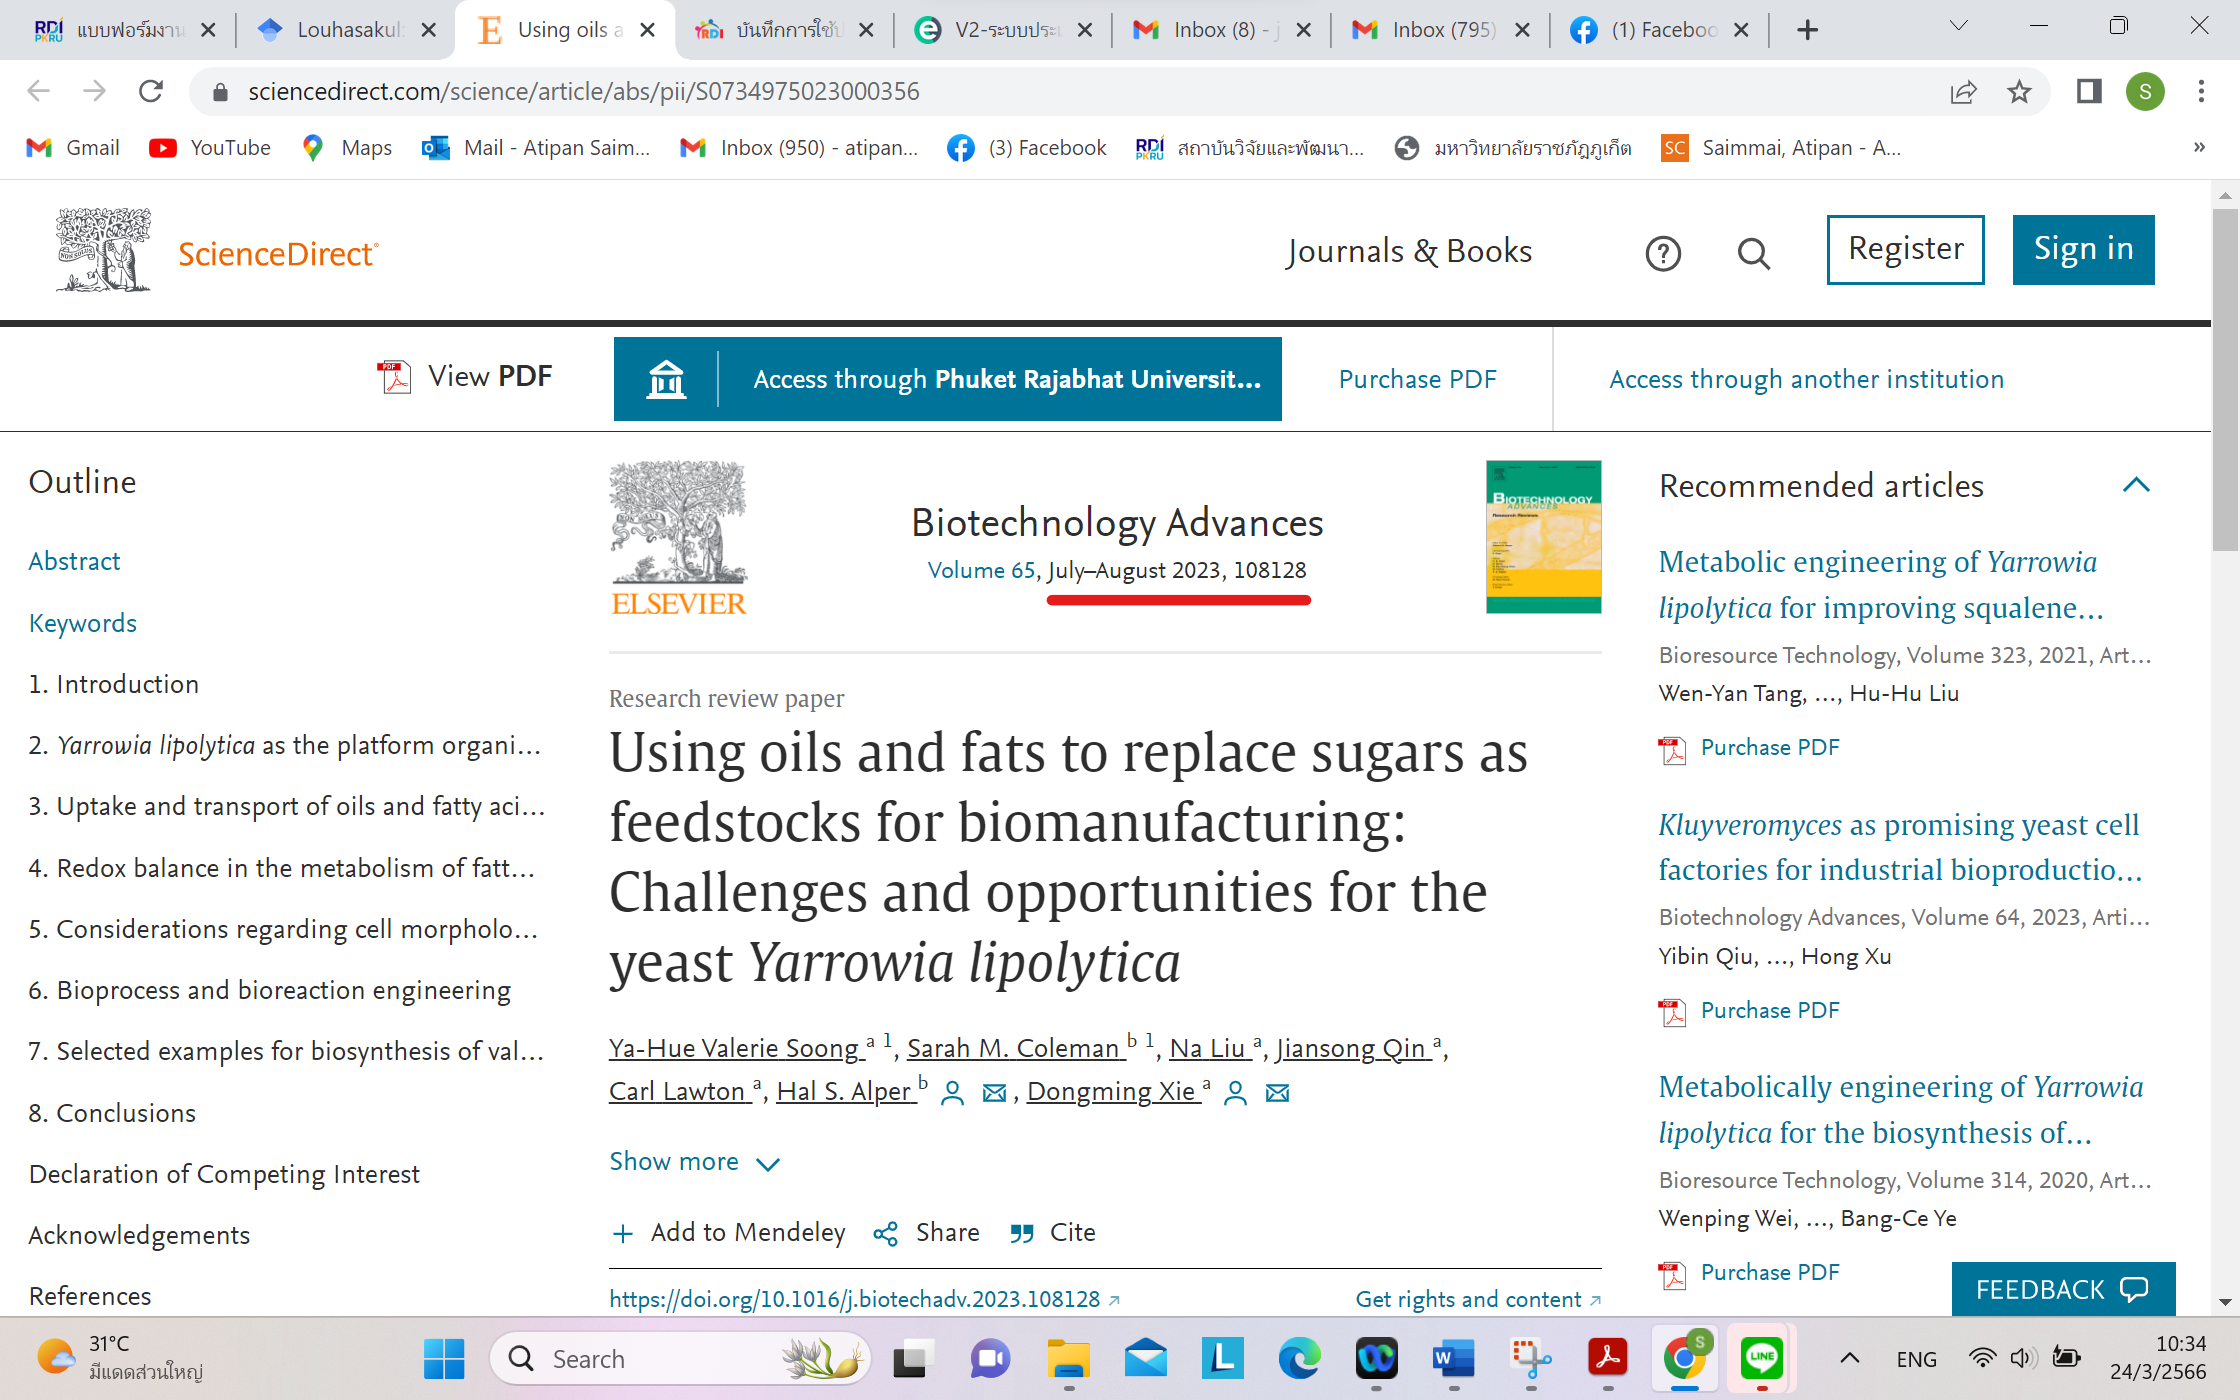 แบบฟอร์มงาน
Louhasakul
Using oils a
บันทึกการใช้ป
V2-ระบบประเ
Inbox (8) - j
Inbox (795)
(1) Faceboo
sciencedirect.com/science/article/abs/pii/S0734975023000356
S
Gmail
YouTube
Maps
Mail - Atipan Saim...
Inbox (950) - atipan...
(3) Facebook
สถาบันวิจัยและพัฒนา...
มหาวิทยาลัยราชภัฏภูเก็ต
SC Saimmai, Atipan - A...
ScienceDirect
Journals & Books
Register
Sign in
View PDF
Access through Phuket Rajabhat Universit...
Purchase PDF
Access through another institution
Outline
Abstract
Keywords
1. Introduction
2. Yarrowia lipolytica as the platform organi...
3. Uptake and transport of oils and fatty aci...
4. Redox balance in the metabolism of fatt...
5. Considerations regarding cell morpholo...
6. Bioprocess and bioreaction engineering
7. Selected examples for biosynthesis of val...
8. Conclusions
Declaration of Competing Interest
Acknowledgements
References
ELSEVIER
Biotechnology Advances
Volume 65, July–August 2023, 108128
BIOTECHNOLOGY
ADVANCES
Research Reviews
Research review paper
Using oils and fats to replace sugars as
feedstocks for biomanufacturing:
Challenges and opportunities for the
yeast Yarrowia lipolytica
Ya-Hue Valerie Soong a 1, Sarah M. Coleman b 1, Na Liu a, Jiansong Qin a,
Carl Lawton a, Hal S. Alper b, Dongming Xie a
Show more
Add to Mendeley
Share
Cite
https://doi.org/10.1016/j.biotechadv.2023.108128
Get rights and content
Recommended articles
Metabolic engineering of Yarrowia
lipolytica for improving squalene...
Bioresource Technology, Volume 323, 2021, Art...
Wen-Yan Tang, ..., Hu-Hu Liu
Purchase PDF
Kluyveromyces as promising yeast cell
factories for industrial bioproductio...
Biotechnology Advances, Volume 64, 2023, Arti...
Yibin Qiu, ..., Hong Xu
Purchase PDF
Metabolically engineering of Yarrowia
lipolytica for the biosynthesis of...
Bioresource Technology, Volume 314, 2020, Art...
Wenping Wei, ..., Bang-Ce Ye
Purchase PDF
FEEDBACK
31°C
มีแดดส่วนใหญ่
Search
ENG
10:34
24/3/2566